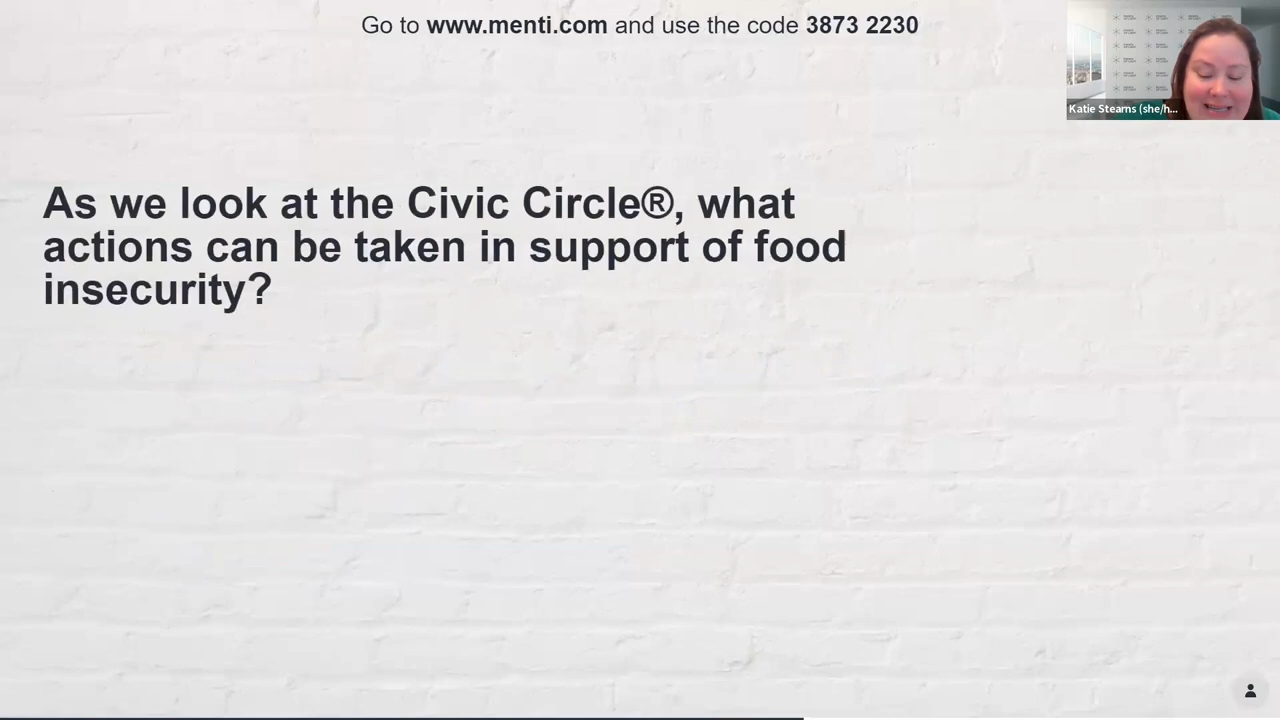 Go to www.menti.com and use the code 3873 2230
Katie Stearns (she/h...
As we look at the Civic Circle®, what
actions can be taken in support of food
insecurity?